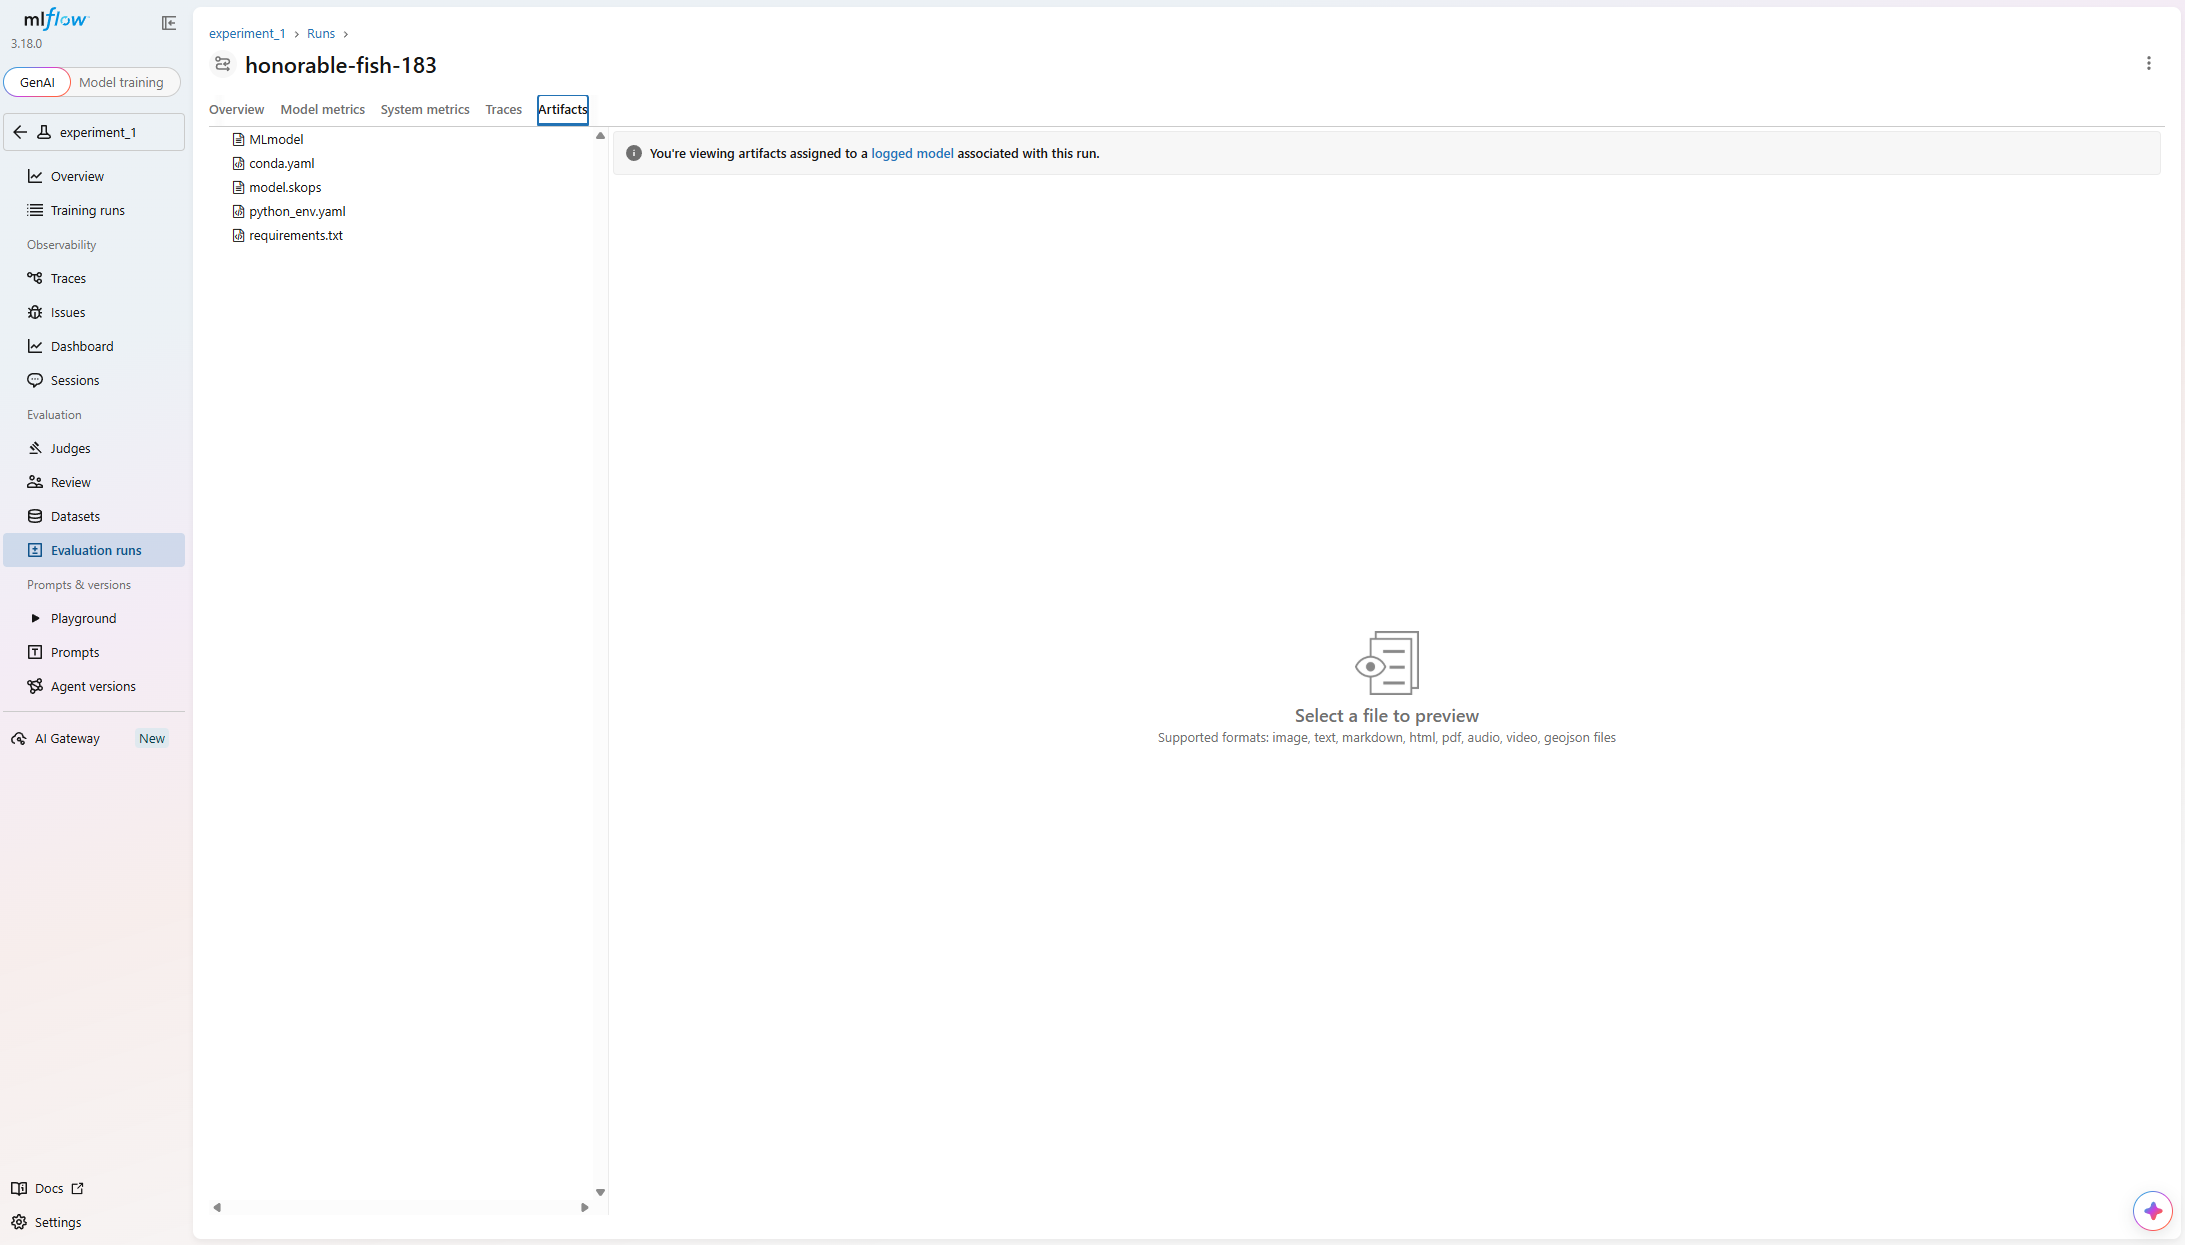 mlflow
3.18.0
GenAI
Model training
experiment_1
Overview
Training runs
Observability
Traces
Issues
Dashboard
Sessions
Evaluation
Judges
Review
Datasets
Evaluation runs
Prompts & versions
Playground
Prompts
Agent versions
AI Gateway New
Docs
Settings
experiment_1 > Runs >
honorable-fish-183
Overview Model metrics System metrics Traces Artifacts
MLmodel
conda.yaml
model.skops
python_env.yaml
requirements.txt
You're viewing artifacts assigned to a logged model associated with this run.
Select a file to preview
Supported formats: image, text, markdown, html, pdf, audio, video, geojson files